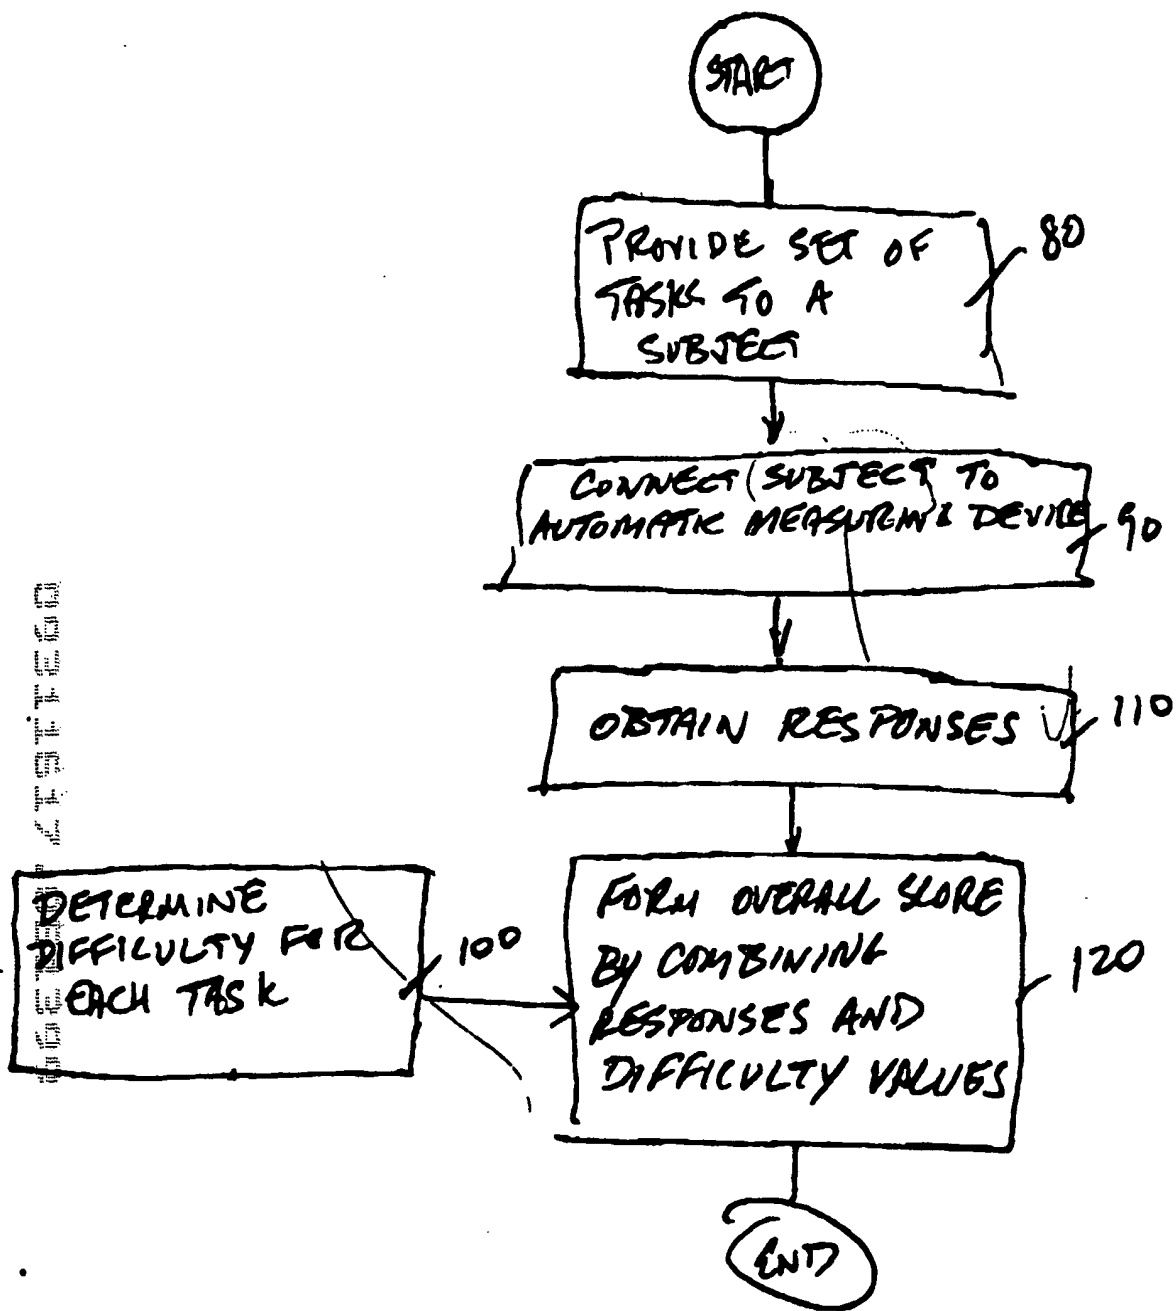 START
PROVIDE SET OF
TASKS TO A
SUBJECT
80
CONNECT SUBJECT TO
AUTOMATIC MEASURING DEVICE
90
OBTAIN RESPONSES
110
DETERMINE
DIFFICULTY FOR
EACH TASK
100
FORM OVERALL SCORE
BY COMBINING
RESPONSES AND
DIFFICULTY VALUES
120
END